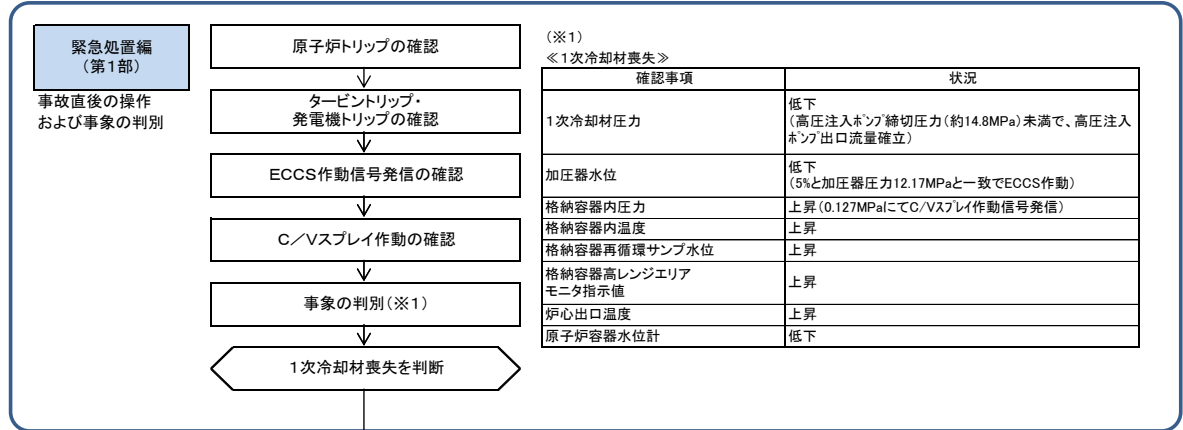 緊急処置編
(第1部)
事故直後の操作
および事象の判別
原子炉トリップの確認
タービントリップ・
発電機トリップの確認
ECCS作動信号発信の確認
C/Vスプレイ作動の確認
事象の判別(※1)
1次冷却材喪失を判断
(※1)
≪1次冷却材喪失≫
確認事項 状況
1次冷却材圧力 低下
(高圧注入ポンプ締切圧力(約14.8MPa)未満で、高圧注入
ポンプ出口流量確立)
加圧器水位 低下
(5%と加圧器圧力12.17MPaと一致でECCS作動)
格納容器内圧力 上昇(0.127MPaにてC/Vスプレイ作動信号発信)
格納容器内温度 上昇
格納容器再循環サンプ水位 上昇
格納容器高レンジエリア
モニタ指示値 上昇
炉心出口温度 上昇
原子炉容器水位計 低下